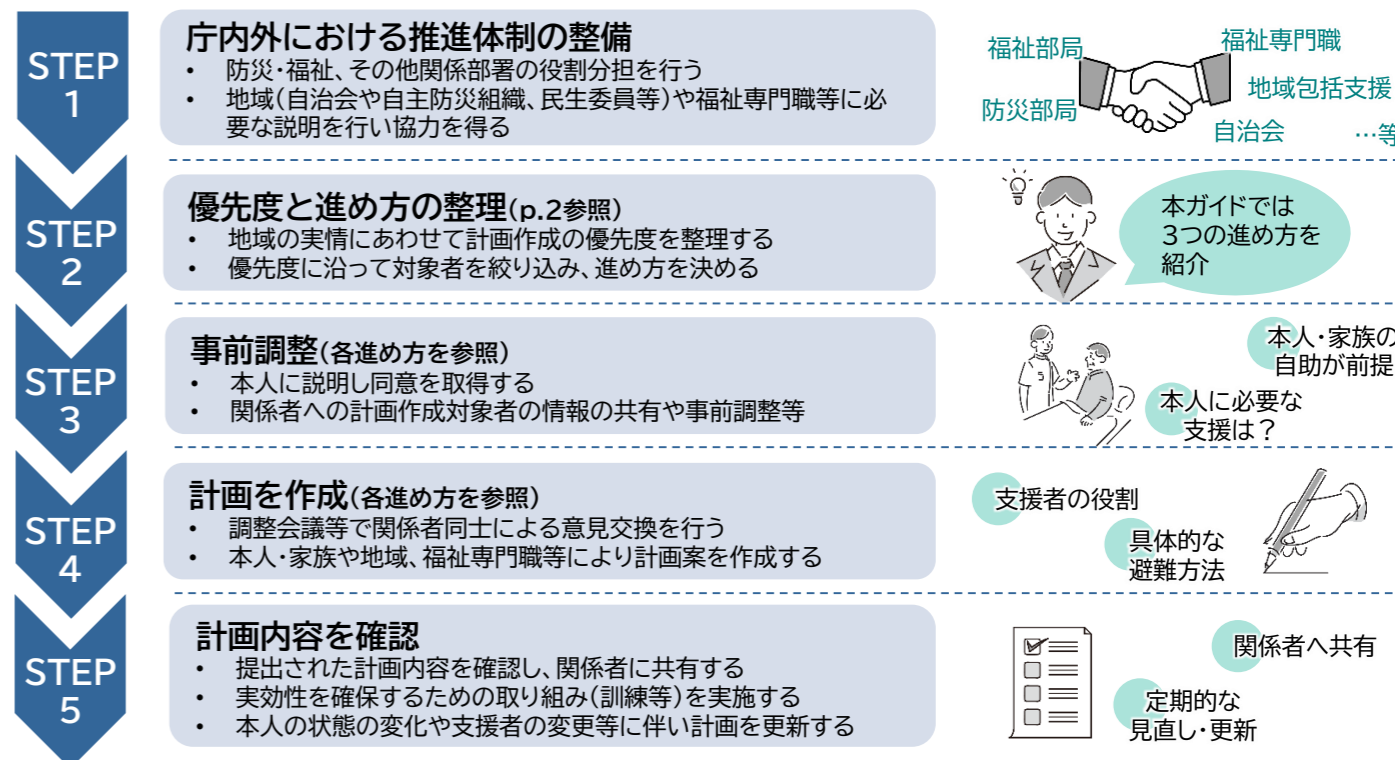 STEP
1
庁内外における推進体制の整備
• 防災・福祉、その他関係部署の役割分担を行う
• 地域(自治会や自主防災組織、民生委員等)や福祉専門職等に必
要な説明を行い協力を得る
福祉部局
福祉専門職
防災部局
地域包括支援
自治会
…等
STEP
2
優先度と進め方の整理(p.2参照)
• 地域の実情にあわせて計画作成の優先度を整理する
• 優先度に沿って対象者を絞り込み、進め方を決める
本ガイドでは
3つの進め方を
紹介
STEP
3
事前調整(各進め方を参照)
• 本人に説明し同意を取得する
• 関係者への計画作成対象者の情報の共有や事前調整等
本人・家族の
自助が前提
本人に必要な
支援は？
STEP
4
計画を作成(各進め方を参照)
• 調整会議等で関係者同士による意見交換を行う
• 本人・家族や地域、福祉専門職等により計画案を作成する
支援者の役割
具体的な
避難方法
STEP
5
計画内容を確認
• 提出された計画内容を確認し、関係者に共有する
• 実効性を確保するための取り組み(訓練等)を実施する
• 本人の状態の変化や支援者の変更等に伴い計画を更新する
関係者へ共有
定期的な
見直し・更新